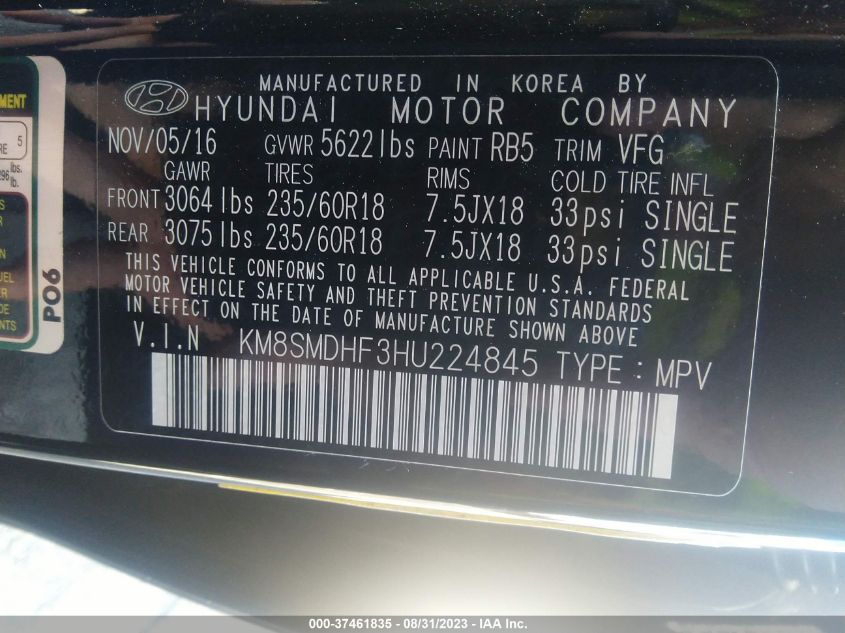 MANUFACTURED IN KOREA BY
HYUNDAI MOTOR COMPANY
NOV/05/16 GVWR 5622lbs PAINT RB5 TRIM VFG
GAWR TIRES RIMS COLD TIRE INFL
FRONT 3064lbs 235/60R18 7.5JX18 33psi SINGLE
REAR 3075lbs 235/60R18 7.5JX18 33psi SINGLE
THIS VEHICLE CONFORMS TO ALL APPLICABLE U.S.A. FEDERAL
MOTOR VEHICLE SAFETY AND THEFT PREVENTION STANDARDS
IN EFFECT ON THE DATE OF MANUFACTURE SHOWN ABOVE
V.I.N KM8SMDHF3HU224845 TYPE : MPV
5
lbs.
PO6
000-37461835 - 08/31/2023 - IAA Inc.